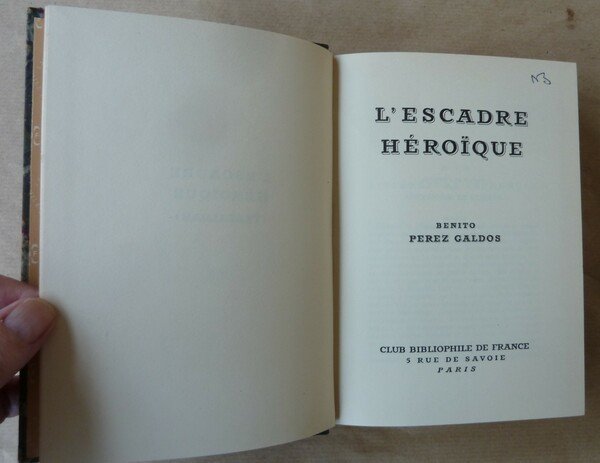 L'ESCADRE
HÉROÏQUE
BENITO
PEREZ GALDOS
CLUB BIBLIOPHILE DE FRANCE
5 RUE DE SAVOIE
PARIS